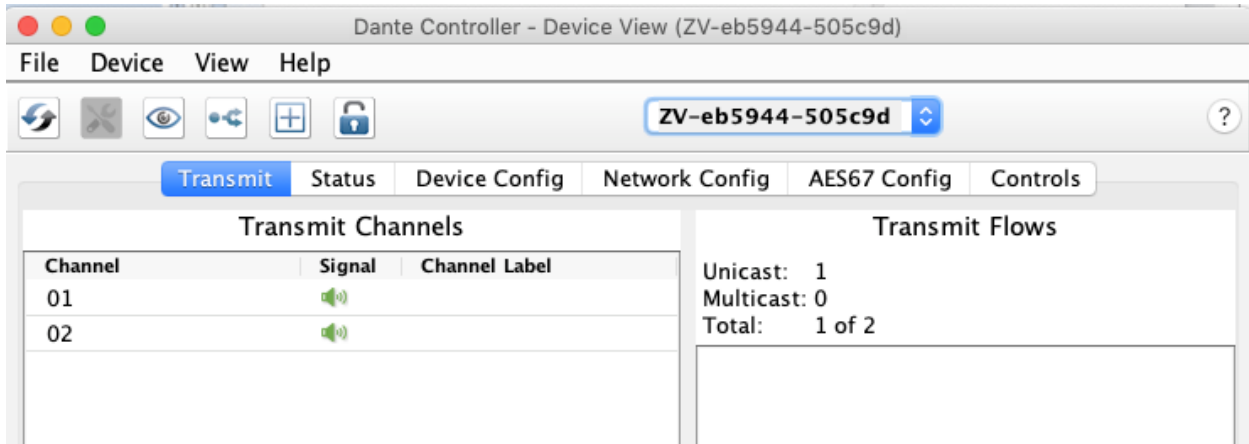 Dante Controller - Device View (ZV-eb5944-505c9d)
File Device View Help
ZV-eb5944-505c9d ?
Transmit Status Device Config Network Config AES67 Config Controls
Transmit Channels
Channel Signal Channel Label
01
02
Transmit Flows
Unicast: 1
Multicast: 0
Total: 1 of 2